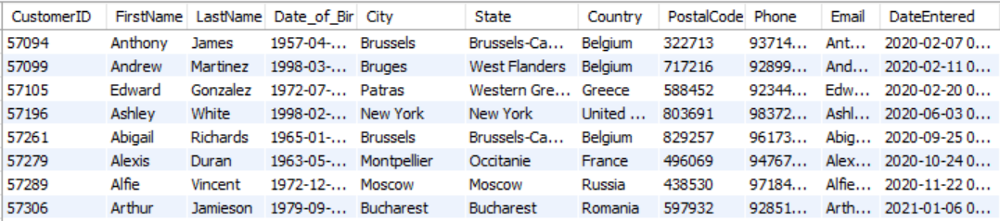 CustomerID FirstName LastName Date_of_Bir City State Country PostalCode Phone Email DateEntered
57094 Anthony James 1957-04-... Brussels Brussels-Ca... Belgium 322713 93714... Ant... 2020-02-07 0...
57099 Andrew Martinez 1998-03-... Bruges West Flanders Belgium 717216 92899... And... 2020-02-11 0...
57105 Edward Gonzalez 1972-07-... Patras Western Gre... Greece 588452 92344... Edw... 2020-02-20 0...
57196 Ashley White 1998-02-... New York New York United ... 803691 98372... Ashl... 2020-06-03 0...
57261 Abigail Richards 1965-01-... Brussels Brussels-Ca... Belgium 829257 96173... Abig... 2020-09-25 0...
57279 Alexis Duran 1963-05-... Montpellier Occitanie France 496069 94767... Alex... 2020-10-24 0...
57289 Alfie Vincent 1972-12-... Moscow Moscow Russia 438530 97184... Alfie... 2020-11-22 0...
57306 Arthur Jamieson 1979-09-... Bucharest Bucharest Romania 597932 92851... Arth... 2021-01-06 0...